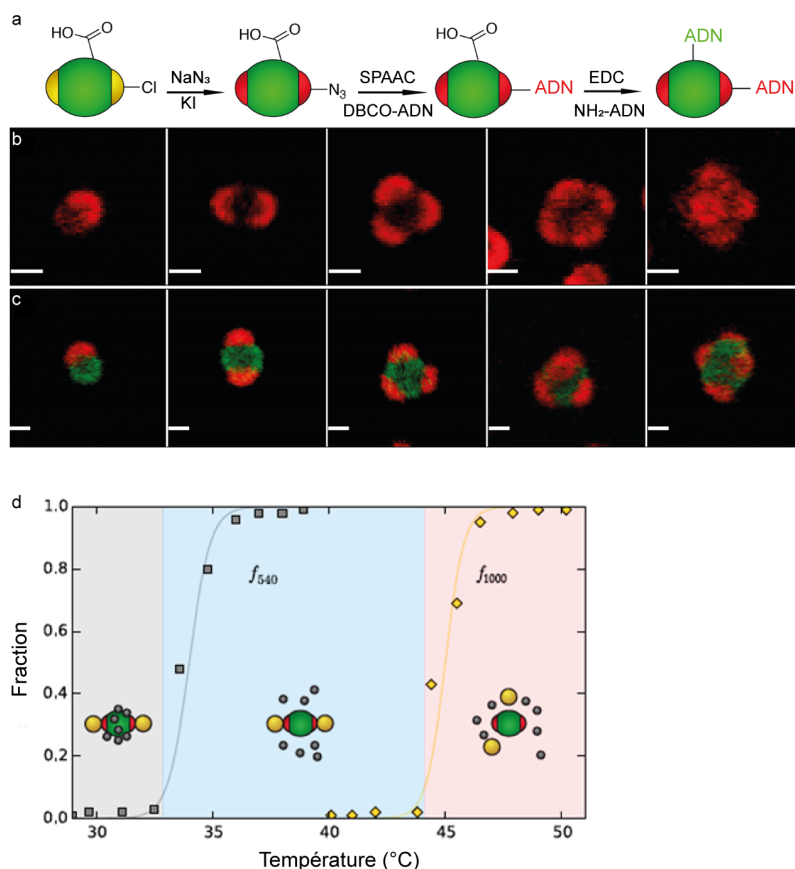 a
HO O
Cl
NaN₃
KI
HO O
N₃
SPAAC
DBCO-ADN
HO O
ADN
EDC
NH₂-ADN
ADN
ADN
b
c
d
1.0
0.8
0.6
0.4
0.2
0,0
Fraction
f540
f1000
30 35 40 45 50
Température (°C)